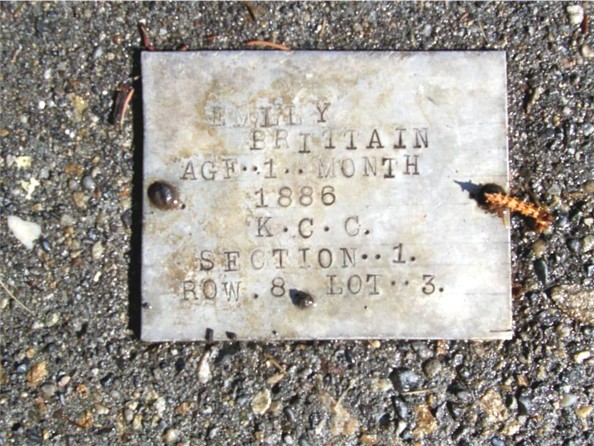 EMILY
BRITTAIN
AGE··1··MONTH
1886
K.C.C.
SECTION··1.
ROW.8. LOT··3.